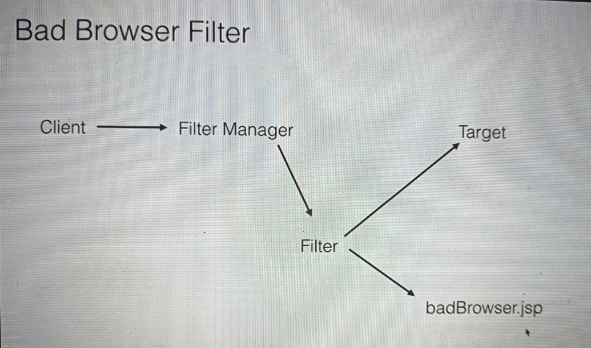 Bad Browser Filter
Client
Filter Manager
Target
Filter
badBrowser.jsp